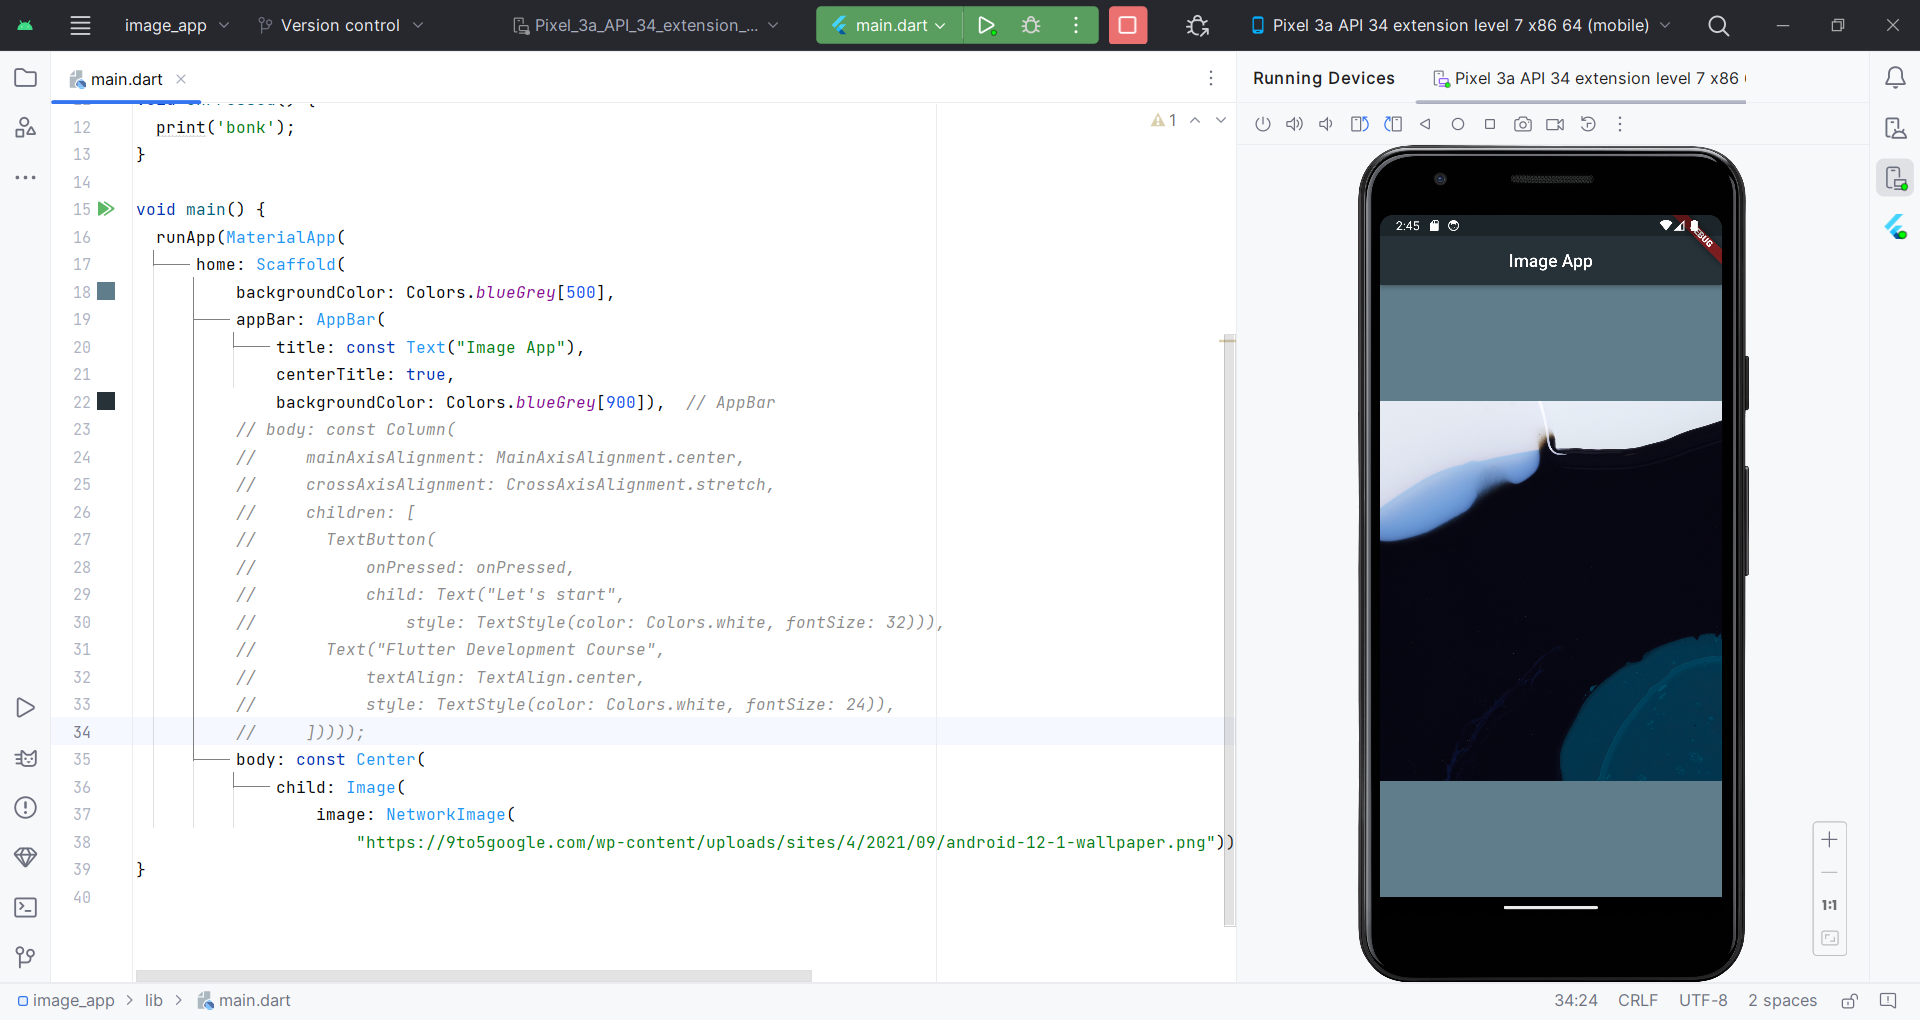 image_app
Version control
Pixel_3a_API_34_extension_...
main.dart
Pixel 3a API 34 extension level 7 x86 64 (mobile)
main.dart
Running Devices
Pixel 3a API 34 extension level 7 x86
1
12 print('bonk');
13 }
14
15 void main() {
16 runApp(MaterialApp(
17 home: Scaffold(
18 backgroundColor: Colors.blueGrey[500],
19 appBar: AppBar(
20 title: const Text("Image App"),
21 centerTitle: true,
22 backgroundColor: Colors.blueGrey[900]), // AppBar
23 // body: const Column(
24 // mainAxisAlignment: MainAxisAlignment.center,
25 // crossAxisAlignment: CrossAxisAlignment.stretch,
26 // children: [
27 // TextButton(
28 // onPressed: onPressed,
29 // child: Text("Let's start",
30 // style: TextStyle(color: Colors.white, fontSize: 32))),
31 // Text("Flutter Development Course",
32 // textAlign: TextAlign.center,
33 // style: TextStyle(color: Colors.white, fontSize: 24)),
34 // ]))));
35 body: const Center(
36 child: Image(
37 image: NetworkImage(
38 "https://9to5google.com/wp-content/uploads/sites/4/2021/09/android-12-1-wallpaper.png"))
39 }
40
2:45
Image App
1:1
image_app > lib > main.dart
34:24 CRLF UTF-8 2 spaces